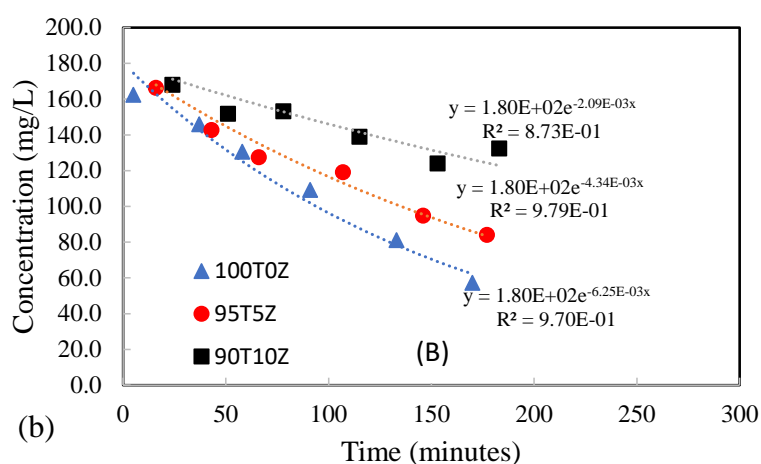 (b)
Concentration (mg/L)
200.0
180.0
160.0
140.0
120.0
100.0
80.0
60.0
40.0
20.0
0.0
y = 1.80E+02e-2.09E-03x
R² = 8.73E-01
y = 1.80E+02e-4.34E-03x
R² = 9.79E-01
y = 1.80E+02e-6.25E-03x
R² = 9.70E-01
100T0Z
95T5Z
90T10Z
(B)
0 50 100 150 200 250 300
(b)
Time (minutes)